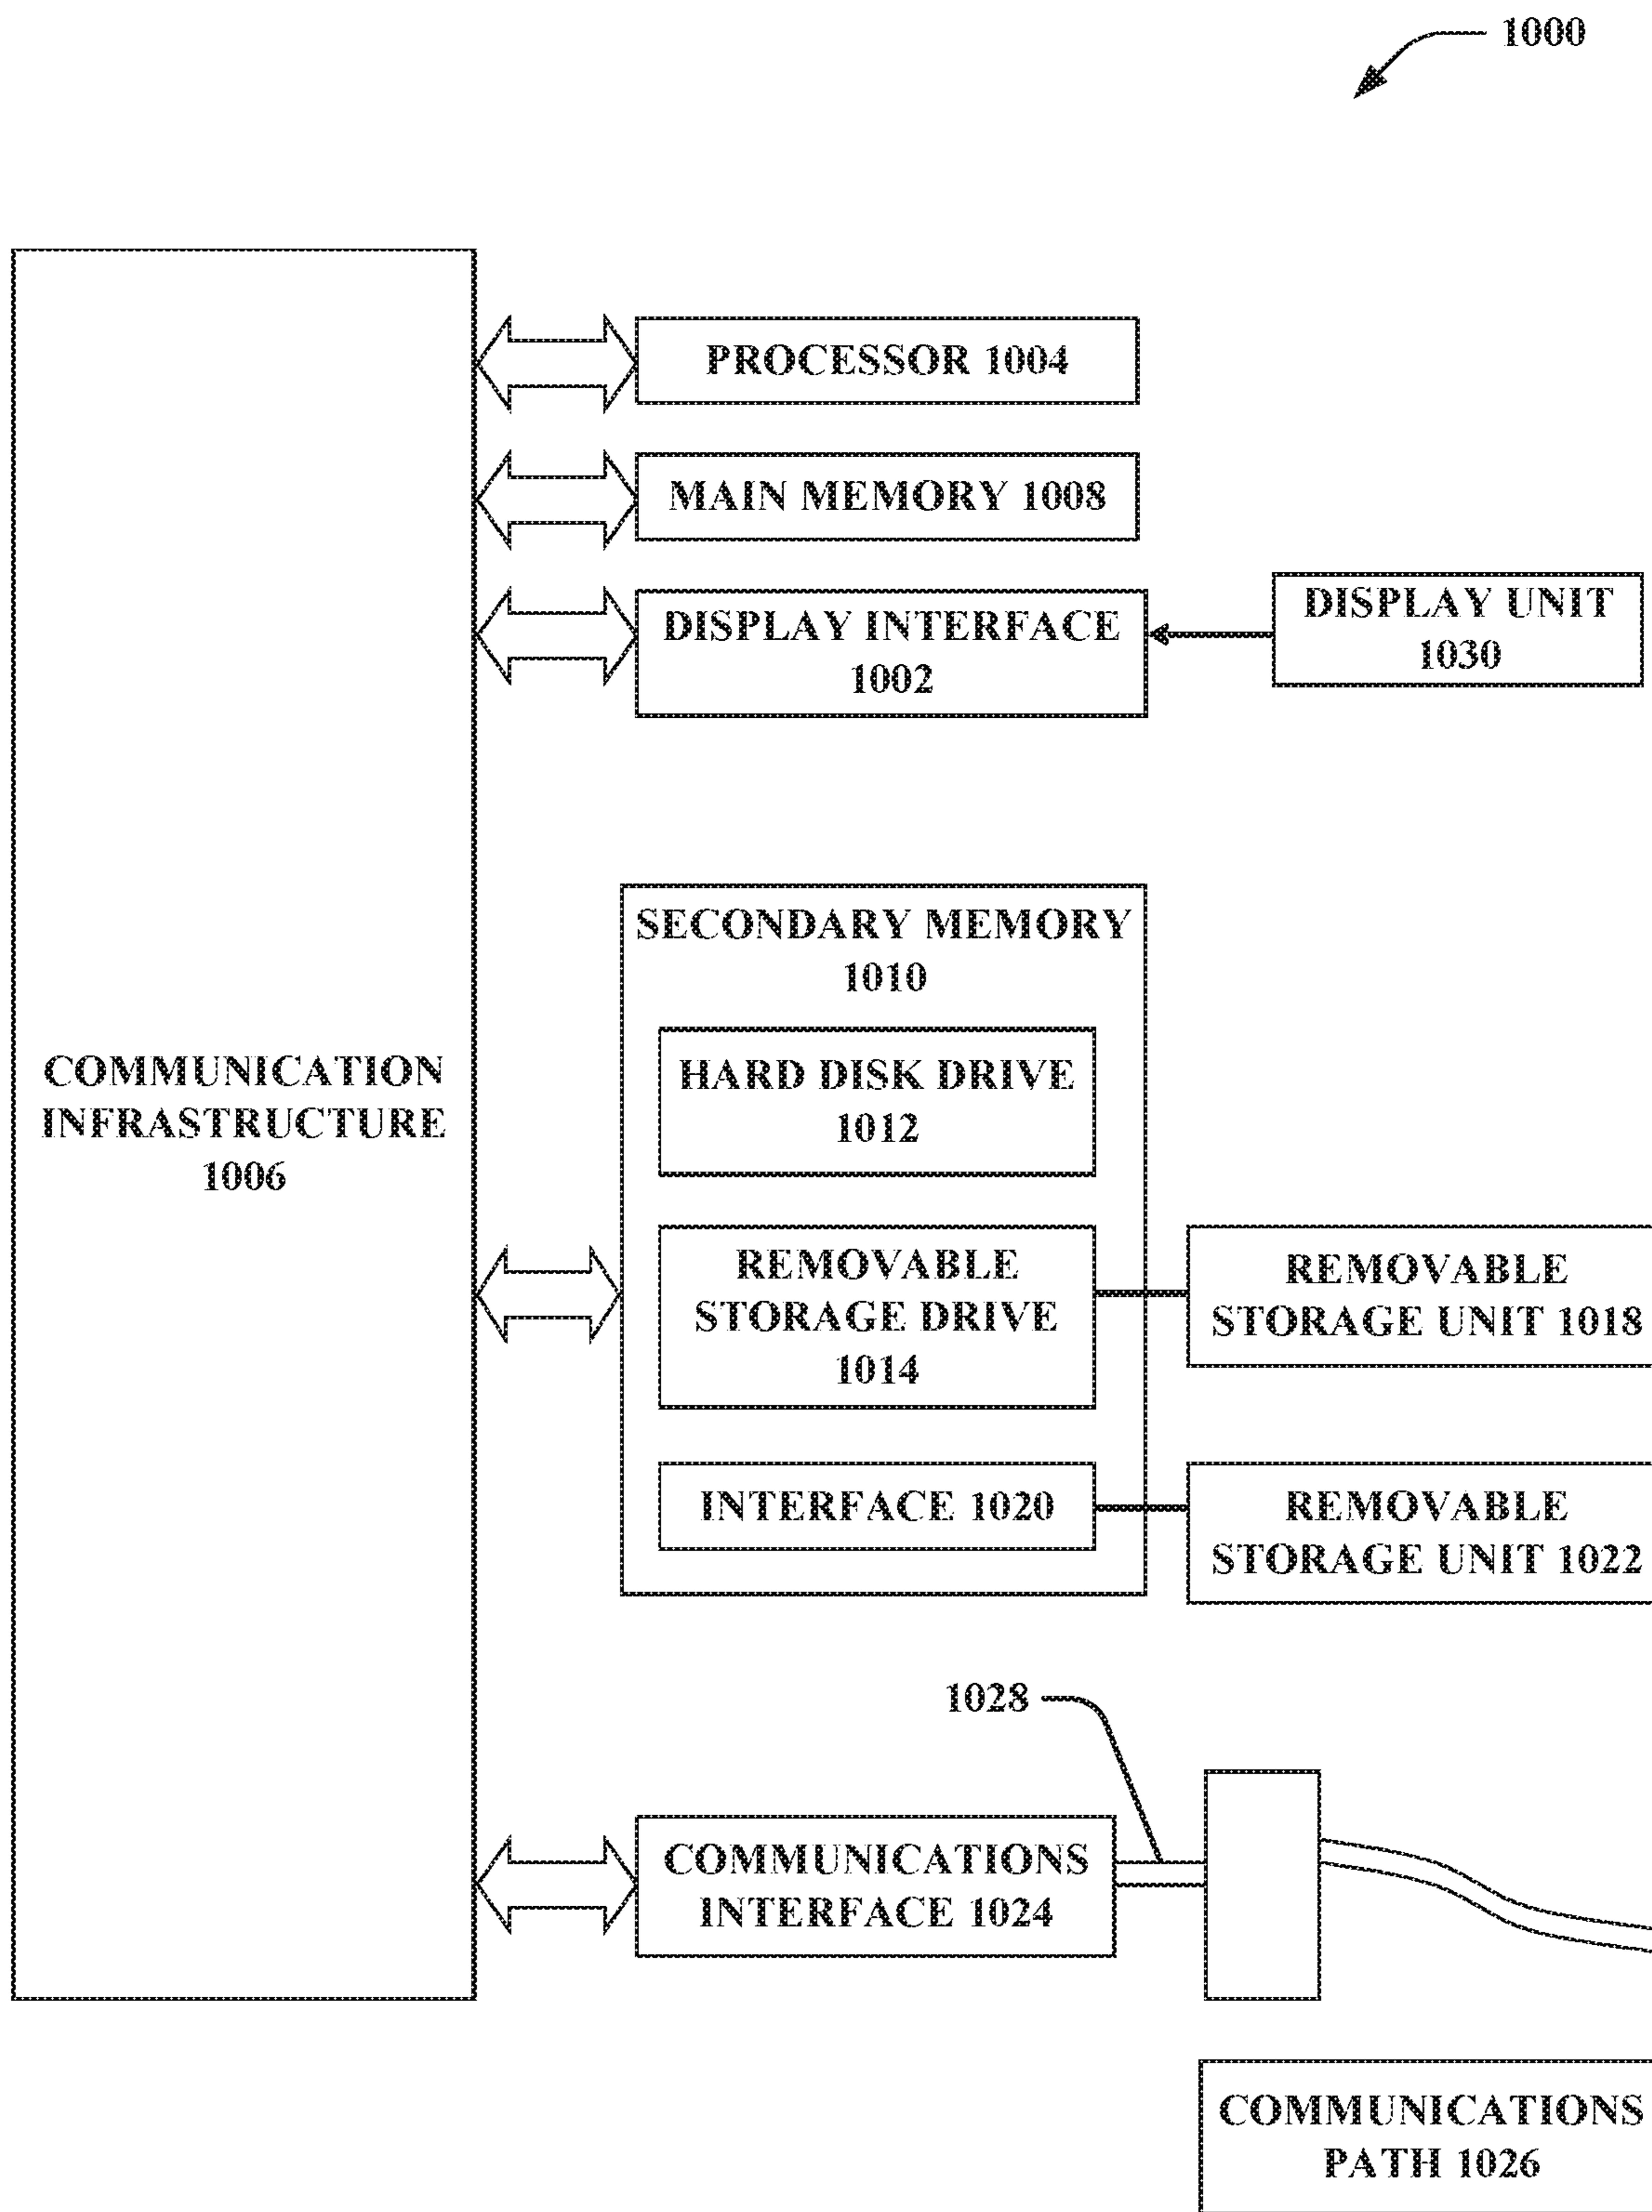 1000
PROCESSOR 1004
MAIN MEMORY 1008
DISPLAY INTERFACE
1002
DISPLAY UNIT
1030
SECONDARY MEMORY
1010
HARD DISK DRIVE
1012
COMMUNICATION
INFRASTRUCTURE
1006
REMOVABLE
STORAGE DRIVE
1014
REMOVABLE
STORAGE UNIT 1018
INTERFACE 1020
REMOVABLE
STORAGE UNIT 1022
1028
COMMUNICATIONS
INTERFACE 1024
COMMUNICATIONS
PATH 1026